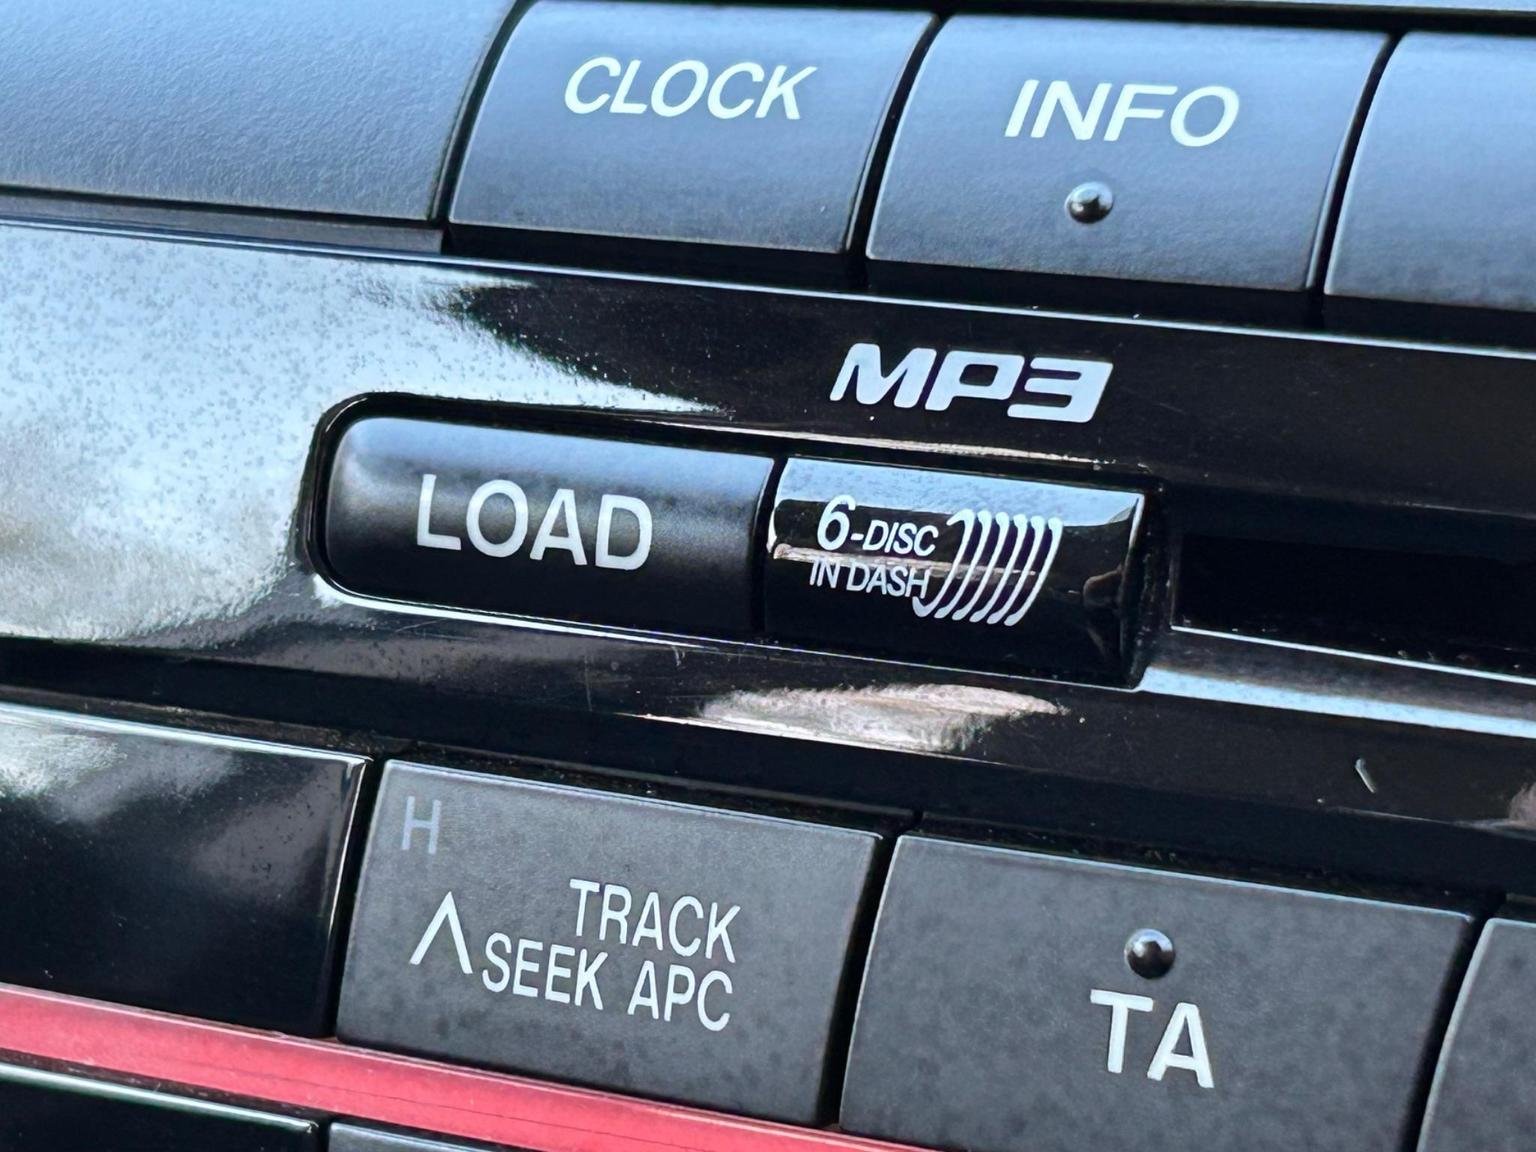 CLOCK
INFO
MP3
LOAD
6-DISC
IN DASH
H
TRACK
∧ SEEK APC
TA